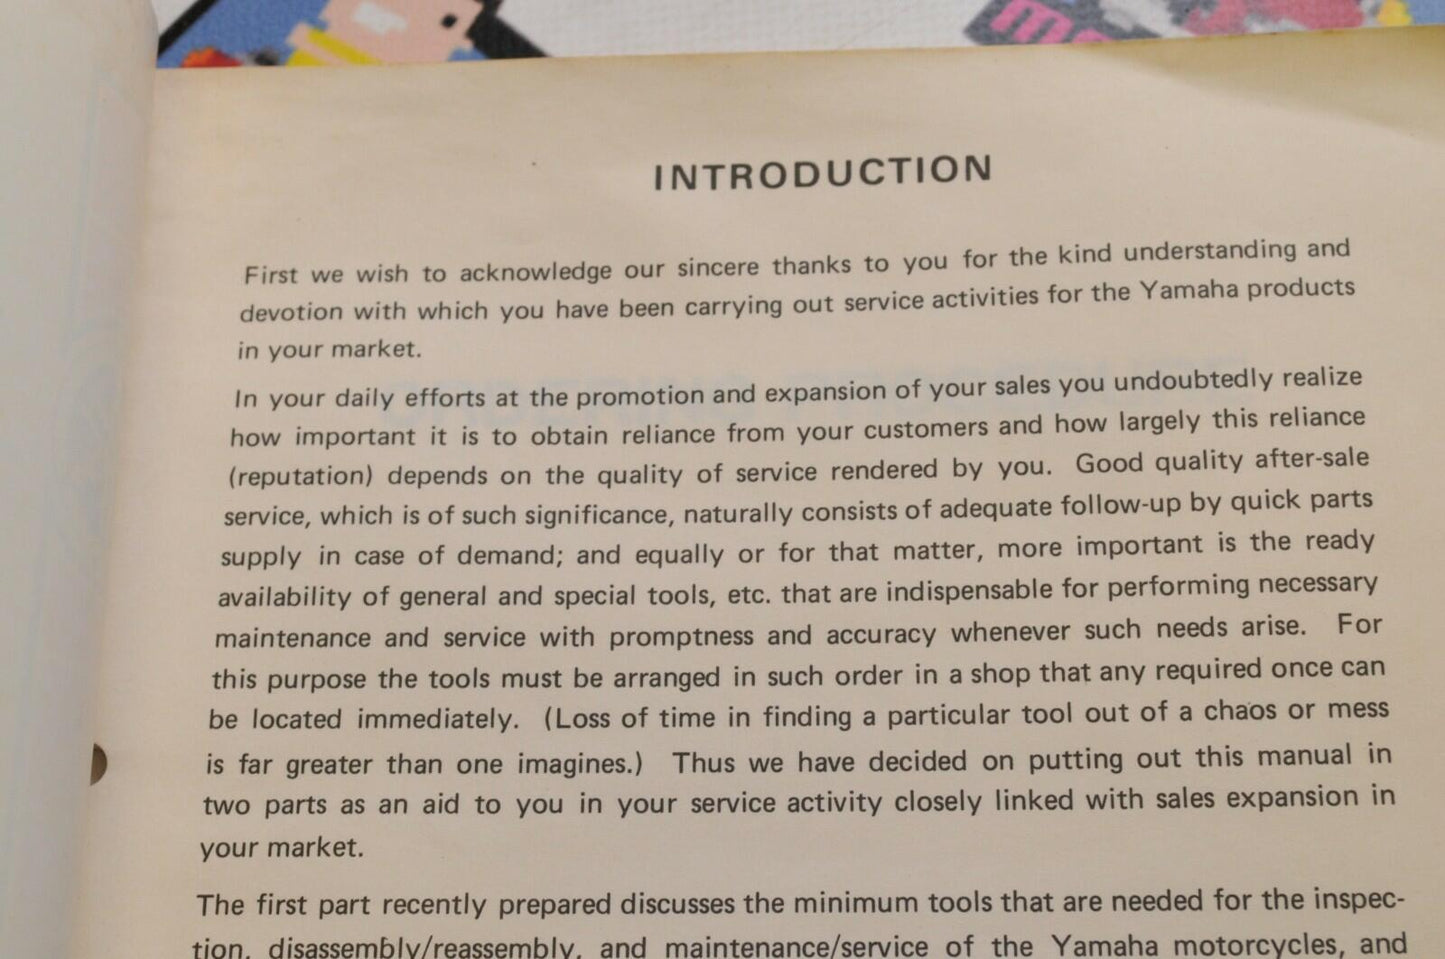 INTRODUCTION
First we wish to acknowledge our sincere thanks to you for the kind understanding and
devotion with which you have been carrying out service activities for the Yamaha products
in your market.
In your daily efforts at the promotion and expansion of your sales you undoubtedly realize
how important it is to obtain reliance from your customers and how largely this reliance
(reputation) depends on the quality of service rendered by you. Good quality after-sale
service, which is of such significance, naturally consists of adequate follow-up by quick parts
supply in case of demand; and equally or for that matter, more important is the ready
availability of general and special tools, etc. that are indispensable for performing necessary
maintenance and service with promptness and accuracy whenever such needs arise. For
this purpose the tools must be arranged in such order in a shop that any required once can
be located immediately. (Loss of time in finding a particular tool out of a chaos or mess
is far greater than one imagines.) Thus we have decided on putting out this manual in
two parts as an aid to you in your service activity closely linked with sales expansion in
your market.
The first part recently prepared discusses the minimum tools that are needed for the inspec-
tion, disassembly/reassembly, and maintenance/service of the Yamaha motorcycles, and